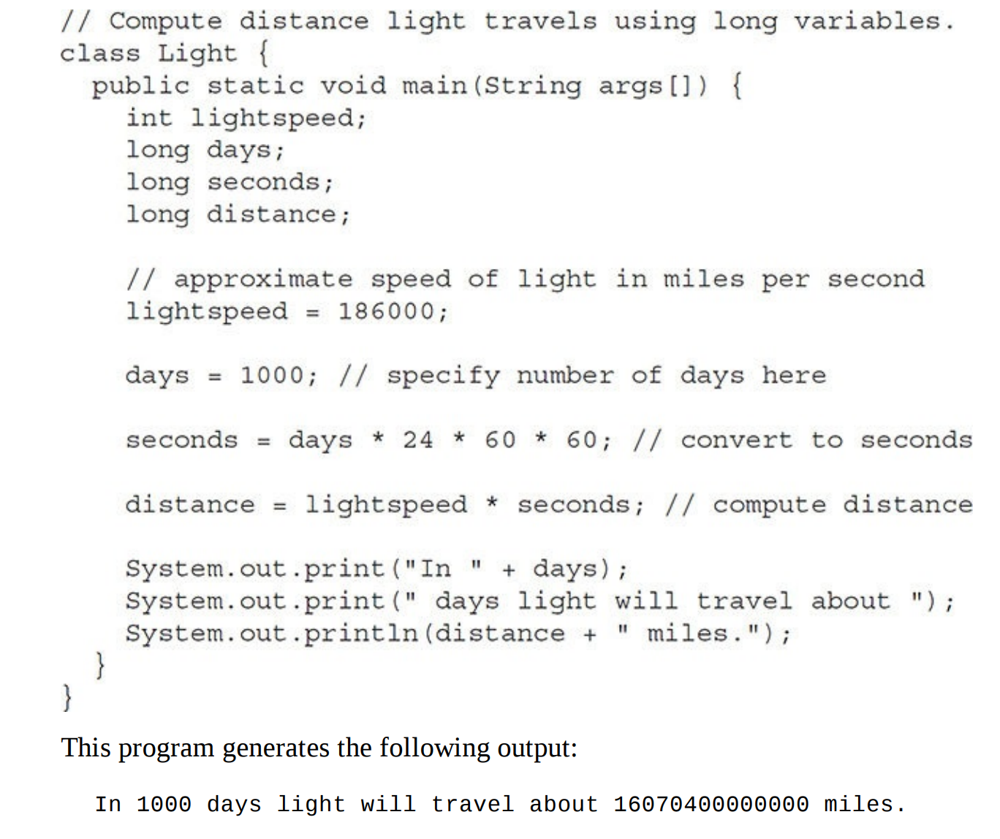 // Compute distance light travels using long variables.
class Light {
  public static void main(String args[]) {
    int lightspeed;
    long days;
    long seconds;
    long distance;

    // approximate speed of light in miles per second
    lightspeed = 186000;

    days = 1000; // specify number of days here

    seconds = days * 24 * 60 * 60; // convert to seconds

    distance = lightspeed * seconds; // compute distance

    System.out.print("In " + days);
    System.out.print(" days light will travel about ");
    System.out.println(distance + " miles.");
  }
}
This program generates the following output:
In 1000 days light will travel about 16070400000000 miles.